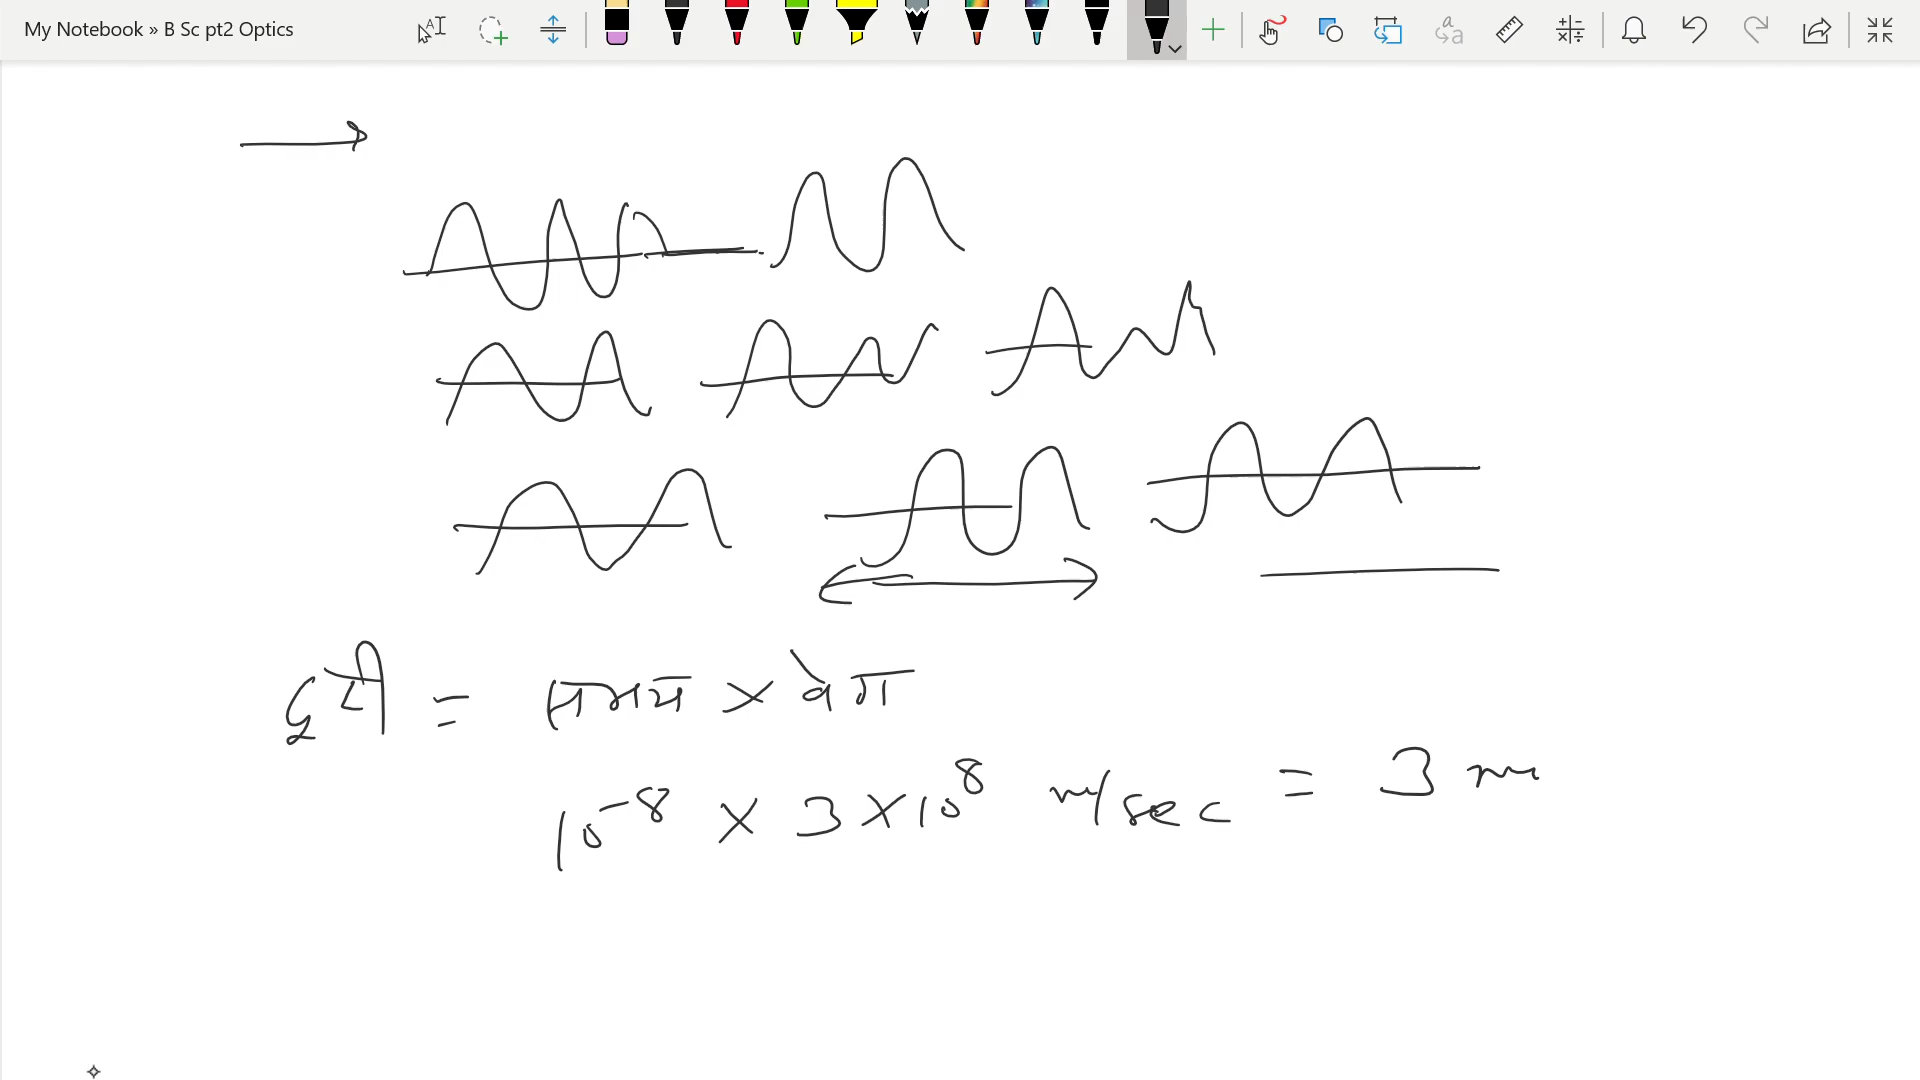 My Notebook » B Sc pt2 Optics
दूरी = समय × वेग
10⁻⁸ × 3 × 10⁸ m/sec = 3 m